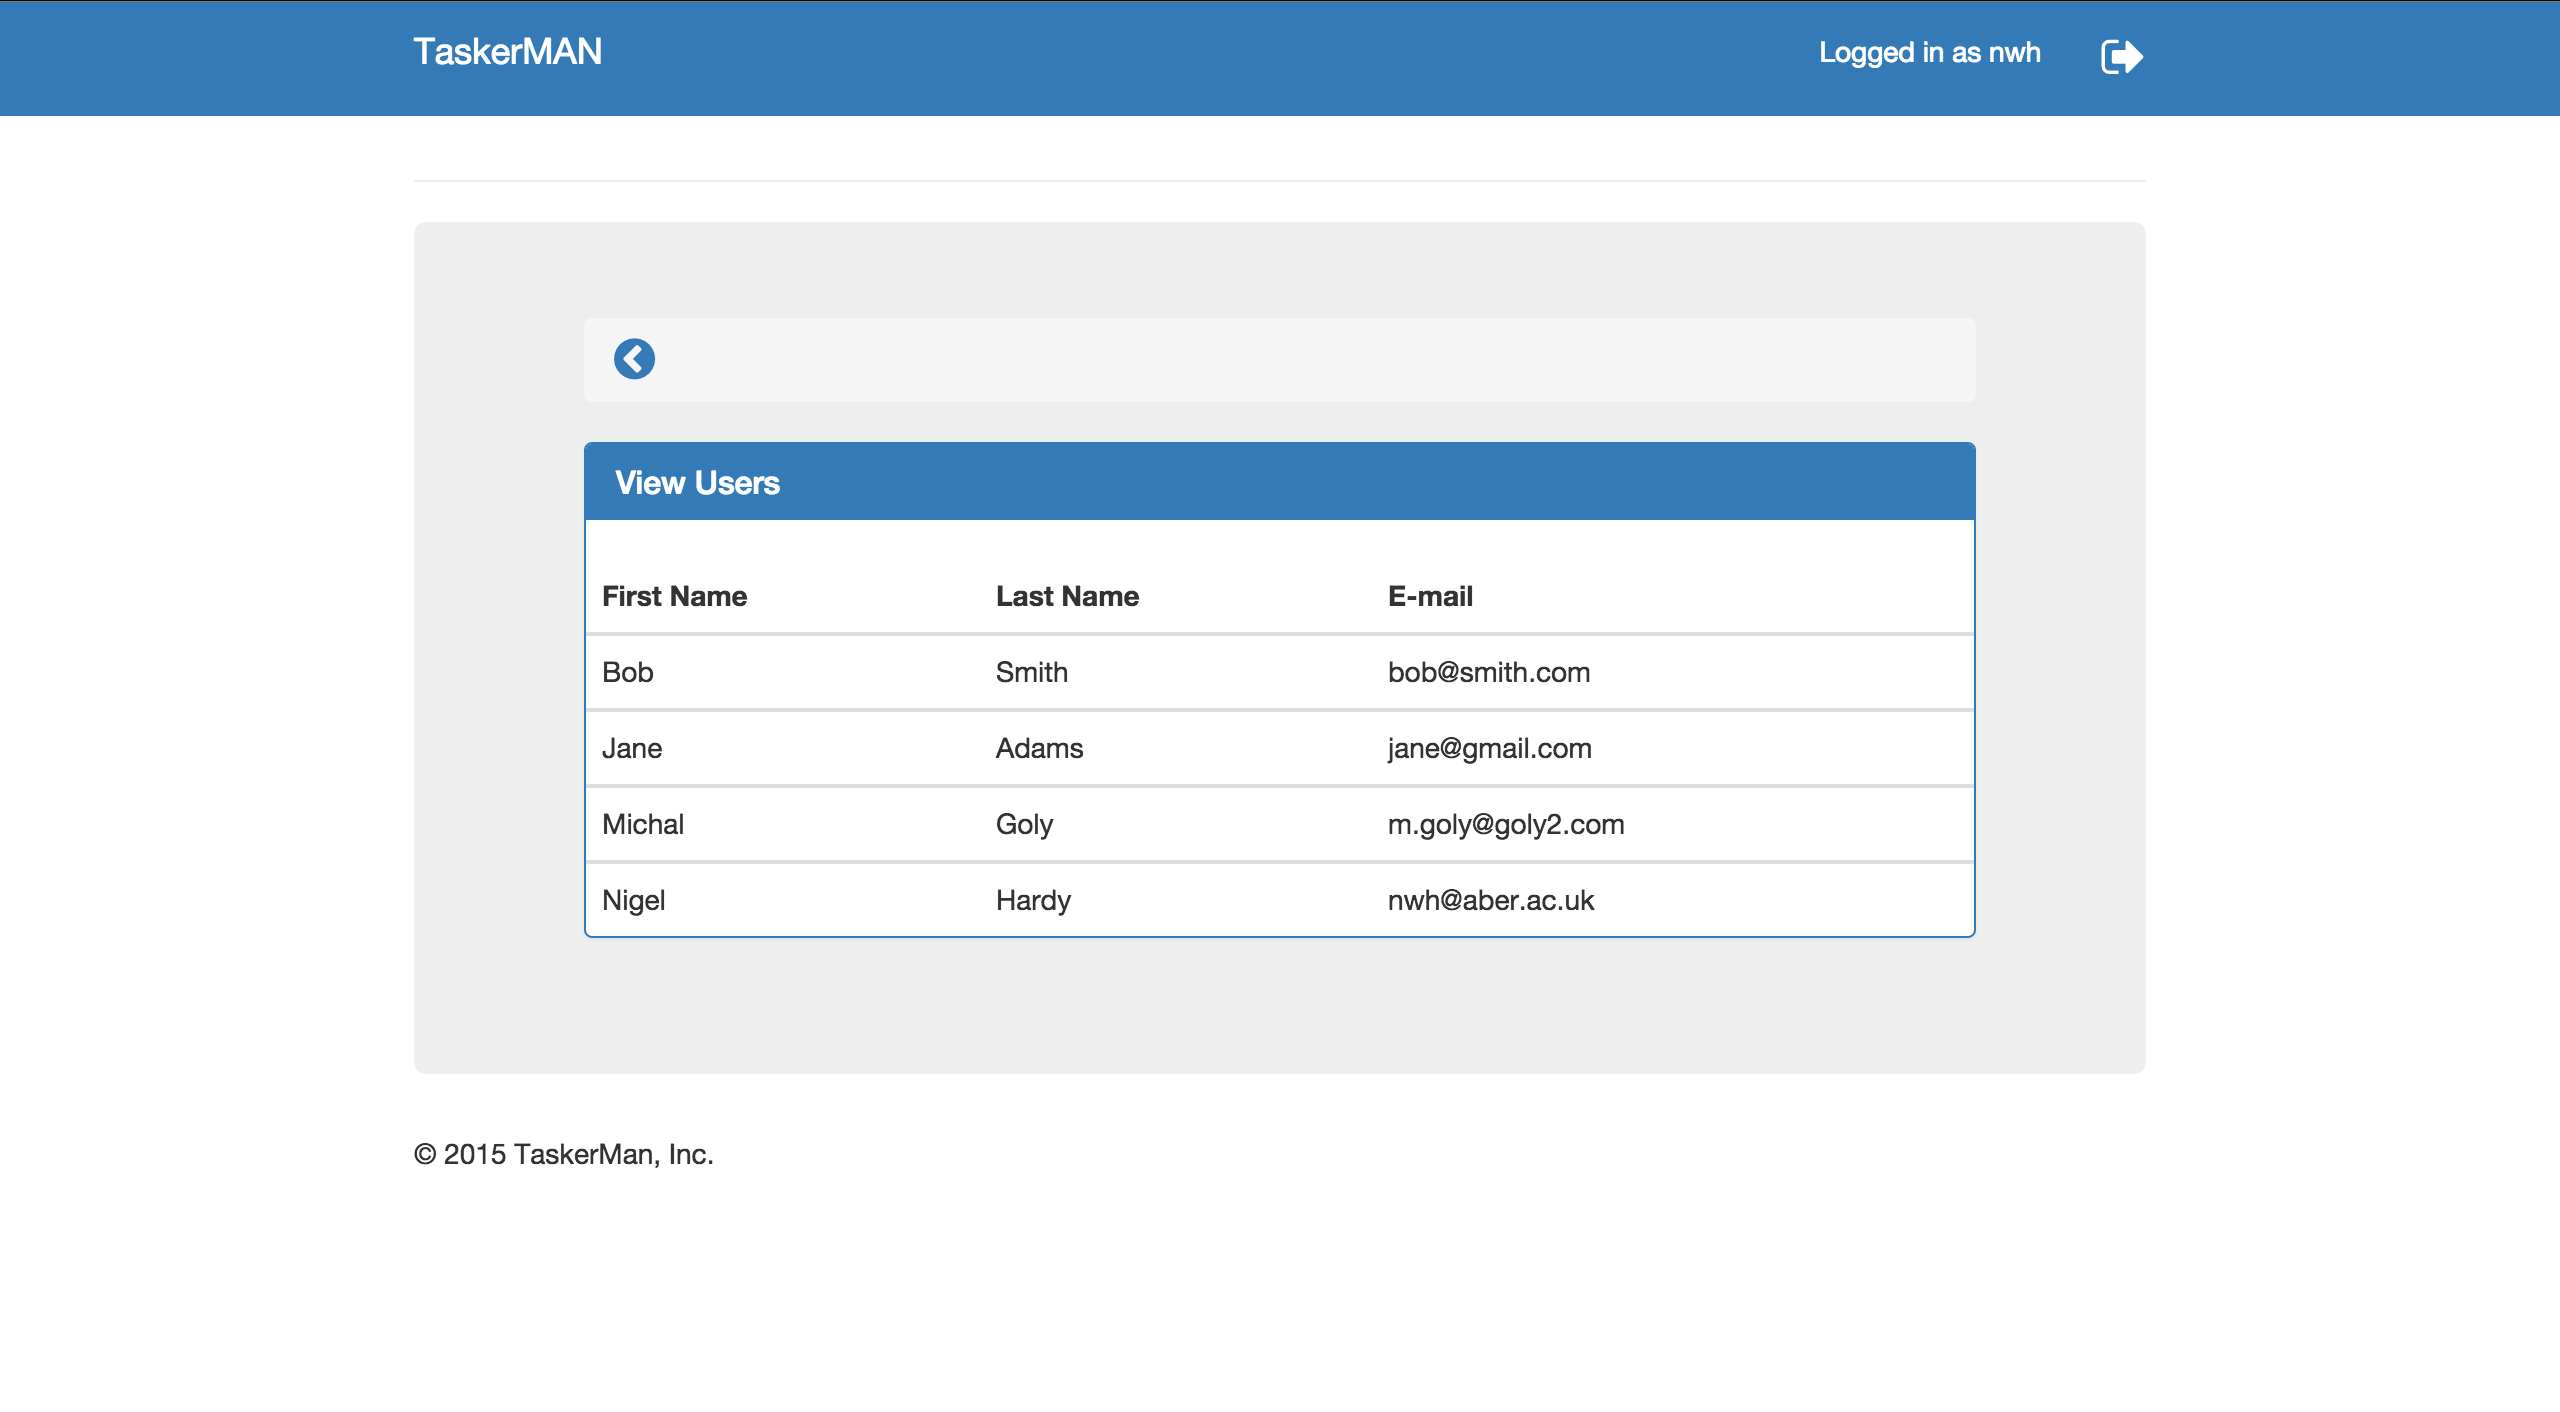 TaskerMAN
Logged in as nwh
View Users
First Name Last Name E-mail
Bob Smith bob@smith.com
Jane Adams jane@gmail.com
Michal Goly m.goly@goly2.com
Nigel Hardy nwh@aber.ac.uk
© 2015 TaskerMan, Inc.